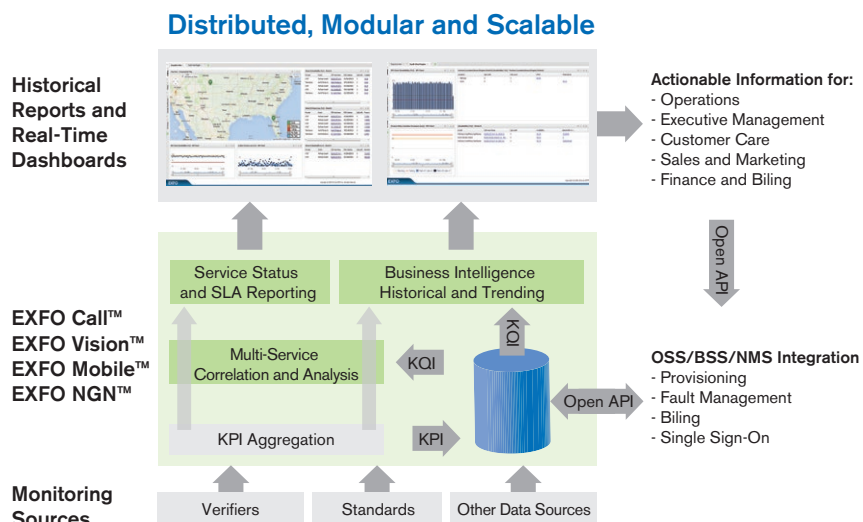 Distributed, Modular and Scalable
Historical
Reports and
Real-Time
Dashboards
EXFO
EXFO
Actionable Information for:
- Operations
- Executive Management
- Customer Care
- Sales and Marketing
- Finance and Biling
Open API
Service Status
and SLA Reporting
Business Intelligence
Historical and Trending
EXFO Call™
EXFO Vision™
EXFO Mobile™
EXFO NGN™
Multi-Service
Correlation and Analysis
KQI
KQI
KPI Aggregation
KPI
Open API
OSS/BSS/NMS Integration
- Provisioning
- Fault Management
- Biling
- Single Sign-On
Monitoring
Sources
Verifiers
Standards
Other Data Sources